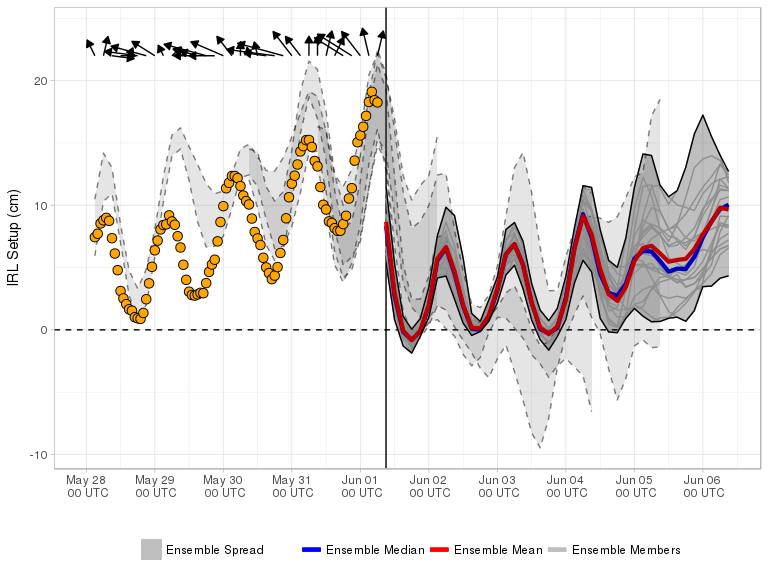 20
10
0
-10
IRL Setup (cm)
May 28 May 29 May 30 May 31 Jun 01 Jun 02 Jun 03 Jun 04 Jun 05 Jun 06
00 UTC 00 UTC 00 UTC 00 UTC 00 UTC 00 UTC 00 UTC 00 UTC 00 UTC 00 UTC
Ensemble Spread Ensemble Median Ensemble Mean Ensemble Members